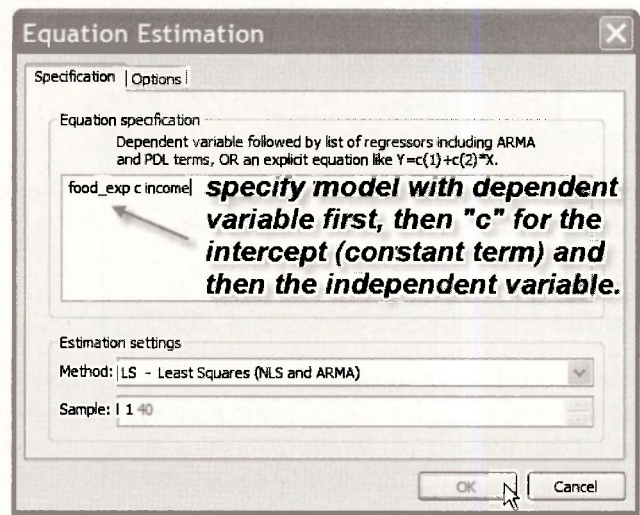 Equation Estimation
Specification Options
Equation specification
Dependent variable followed by list of regressors including ARMA
and PDL terms, OR an explicit equation like Y=c(1)+c(2)*X.
food_exp c income
specify model with dependent
variable first, then "c" for the
intercept (constant term) and
then the independent variable.
Estimation settings
Method: LS - Least Squares (NLS and ARMA)
Sample: 1 40
OK Cancel